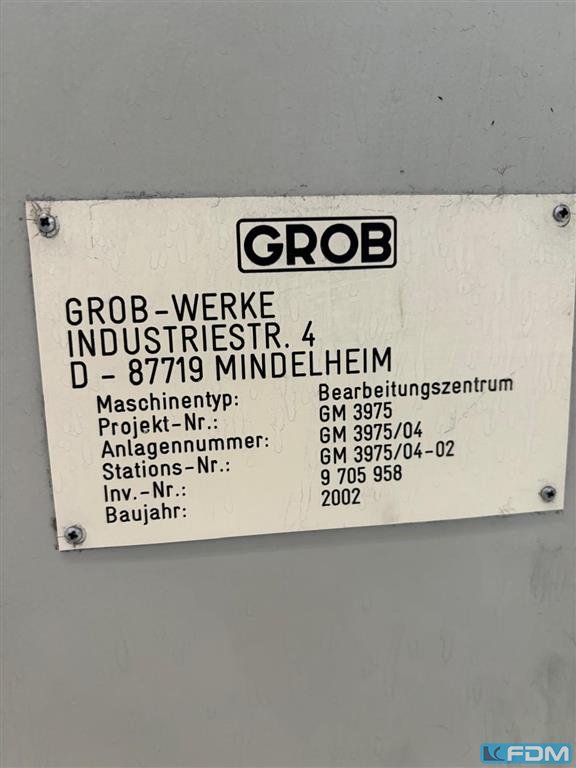 GROB
GROB-WERKE
INDUSTRIESTR. 4
D - 87719 MINDELHEIM
Maschinentyp: Bearbeitungszentrum
Projekt-Nr.: GM 3975
Anlagennummer: GM 3975/04
Stations-Nr.: GM 3975/04-02
Inv.-Nr.: 9 705 958
Baujahr: 2002
FDM